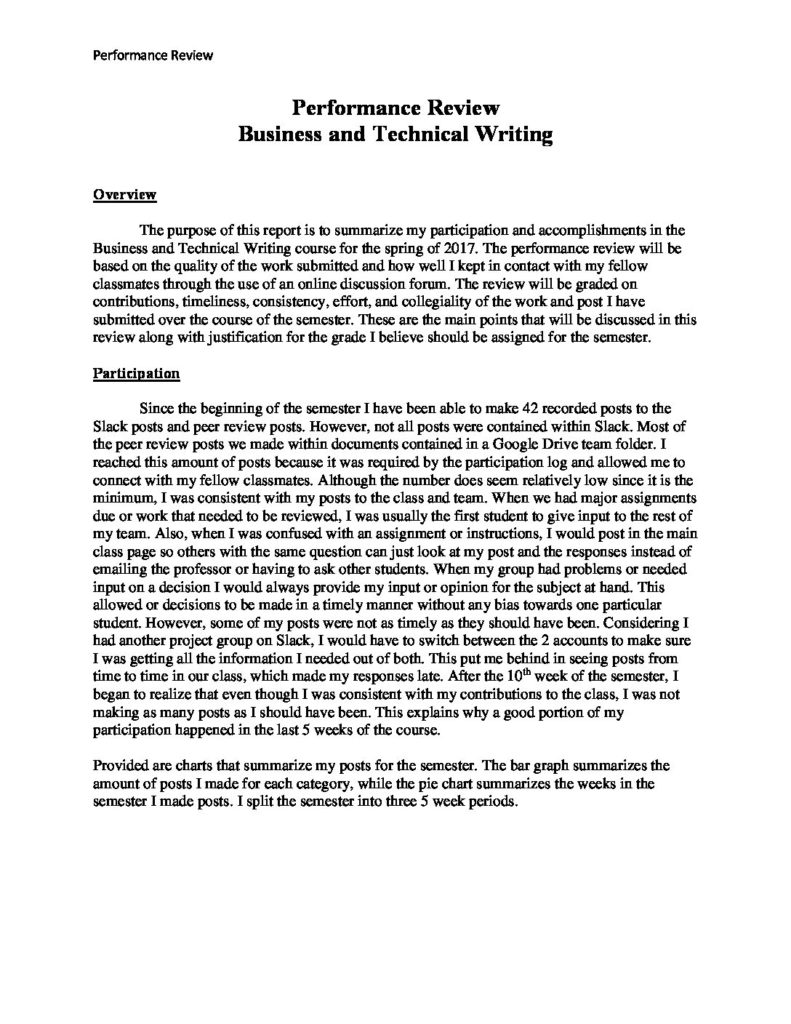 Performance Review
Performance Review
Business and Technical Writing
Overview
The purpose of this report is to summarize my participation and accomplishments in the
Business and Technical Writing course for the spring of 2017. The performance review will be
based on the quality of the work submitted and how well I kept in contact with my fellow
classmates through the use of an online discussion forum. The review will be graded on
contributions, timeliness, consistency, effort, and collegiality of the work and post I have
submitted over the course of the semester. These are the main points that will be discussed in this
review along with justification for the grade I believe should be assigned for the semester.
Participation
Since the beginning of the semester I have been able to make 42 recorded posts to the
Slack posts and peer review posts. However, not all posts were contained within Slack. Most of
the peer review posts we made within documents contained in a Google Drive team folder. I
reached this amount of posts because it was required by the participation log and allowed me to
connect with my fellow classmates. Although the number does seem relatively low since it is the
minimum, I was consistent with my posts to the class and team. When we had major assignments
due or work that needed to be reviewed, I was usually the first student to give input to the rest of
my team. Also, when I was confused with an assignment or instructions, I would post in the main
class page so others with the same question can just look at my post and the responses instead of
emailing the professor or having to ask other students. When my group had problems or needed
input on a decision I would always provide my input or opinion for the subject at hand. This
allowed or decisions to be made in a timely manner without any bias towards one particular
student. However, some of my posts were not as timely as they should have been. Considering I
had another project group on Slack, I would have to switch between the 2 accounts to make sure
I was getting all the information I needed out of both. This put me behind in seeing posts from
time to time in our class, which made my responses late. After the 10th week of the semester, I
began to realize that even though I was consistent with my contributions to the class, I was not
making as many posts as I should have been. This explains why a good portion of my
participation happened in the last 5 weeks of the course.
Provided are charts that summarize my posts for the semester. The bar graph summarizes the
amount of posts I made for each category, while the pie chart summarizes the weeks in the
semester I made posts. I split the semester into three 5 week periods.